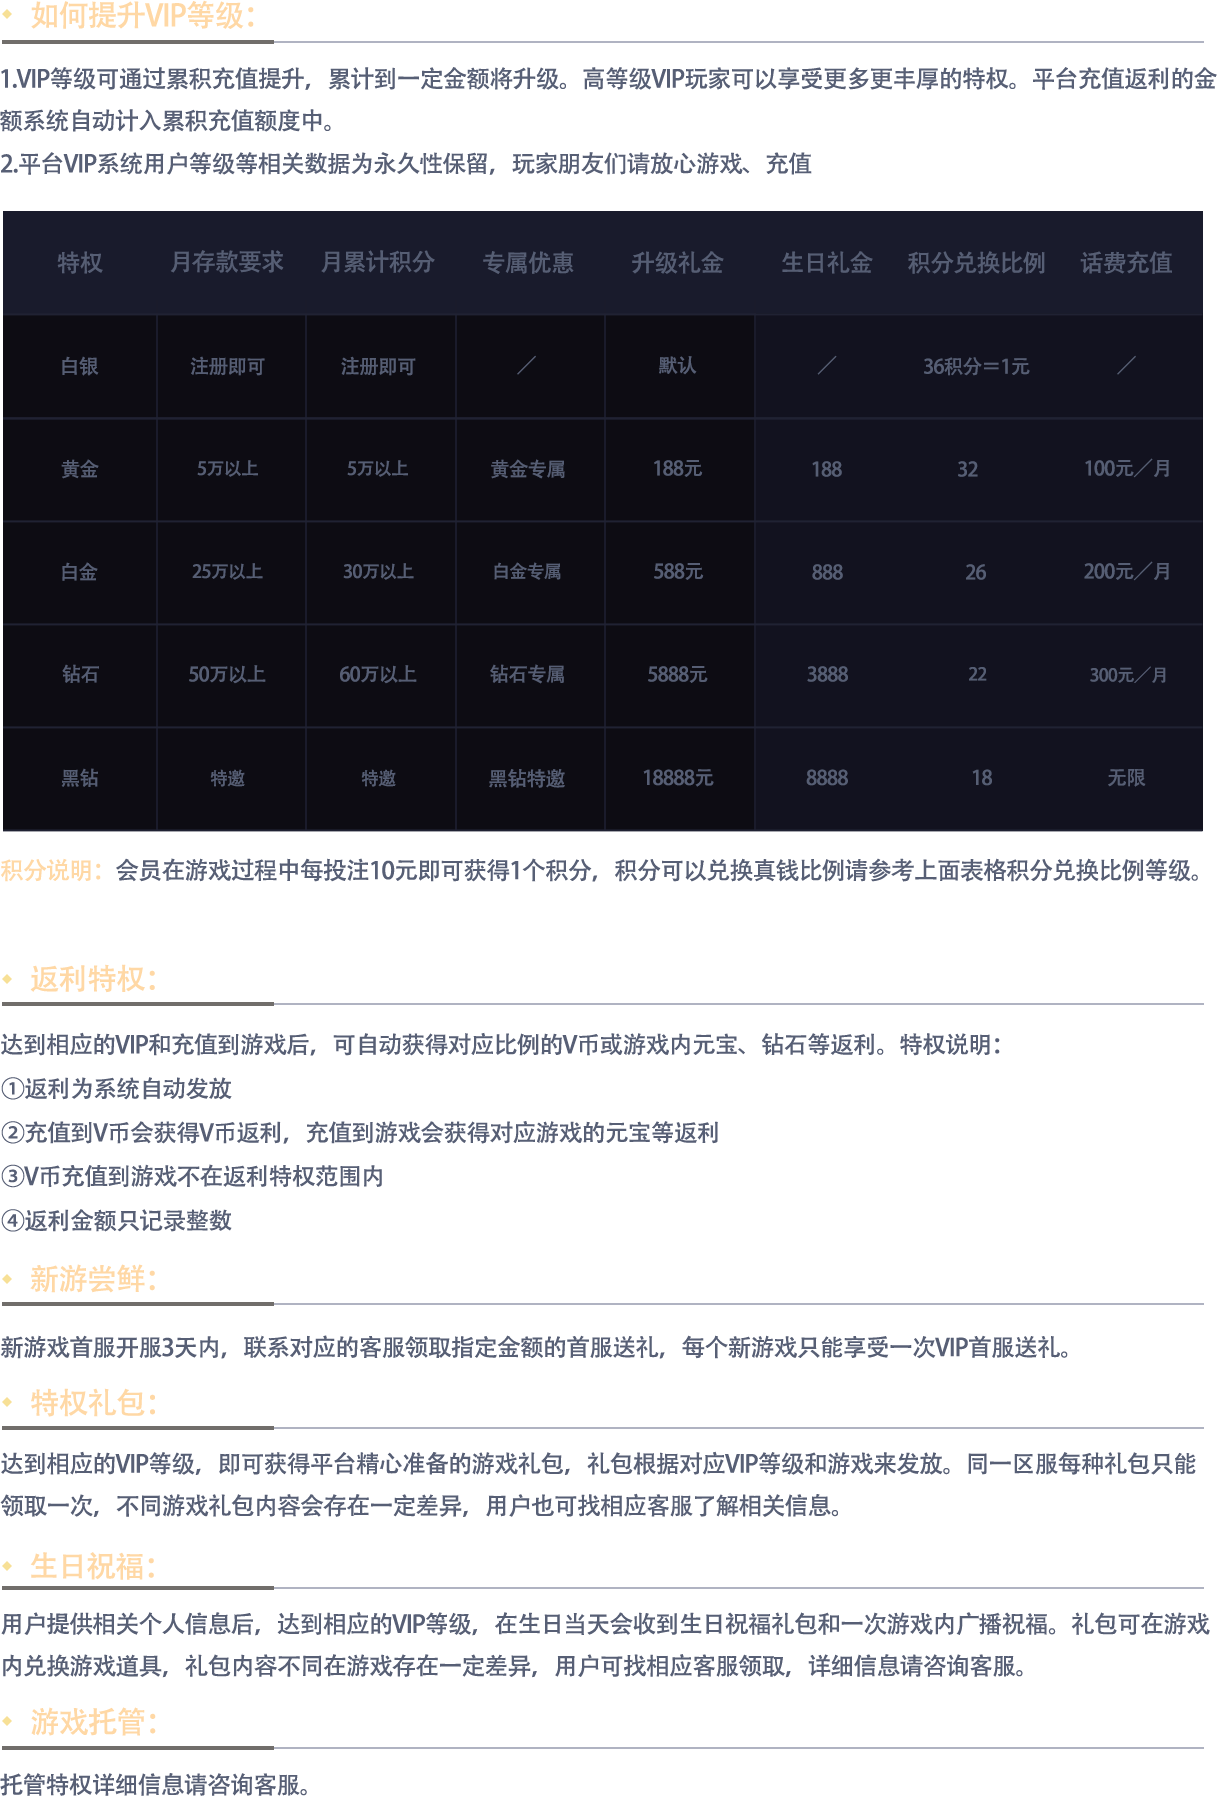 如何提升VIP等级：
1.VIP等级可通过累积充值提升，累计到一定金额将升级。高等级VIP玩家可以享受更多更丰厚的特权。平台充值返利的金
额系统自动计入累积充值额度中。
2.平台VIP系统用户等级等相关数据为永久性保留，玩家朋友们请放心游戏、充值
特权 月存款要求 月累计积分 专属优惠 升级礼金 生日礼金 积分兑换比例 话费充值
白银 注册即可 注册即可 ／ 默认 ／ 36积分＝1元 ／
黄金 5万以上 5万以上 黄金专属 188元 188 32 100元／月
白金 25万以上 30万以上 白金专属 588元 888 26 200元／月
钻石 50万以上 60万以上 钻石专属 5888元 3888 22 300元／月
黑钻 特邀 特邀 黑钻特邀 18888元 8888 18 无限
积分说明：会员在游戏过程中每投注10元即可获得1个积分，积分可以兑换真钱比例请参考上面表格积分兑换比例等级。
返利特权：
达到相应的VIP和充值到游戏后，可自动获得对应比例的V币或游戏内元宝、钻石等返利。特权说明：
①返利为系统自动发放
②充值到V币会获得V币返利，充值到游戏会获得对应游戏的元宝等返利
③V币充值到游戏不在返利特权范围内
④返利金额只记录整数
新游尝鲜：
新游戏首服开服3天内，联系对应的客服领取指定金额的首服送礼，每个新游戏只能享受一次VIP首服送礼。
特权礼包：
达到相应的VIP等级，即可获得平台精心准备的游戏礼包，礼包根据对应VIP等级和游戏来发放。同一区服每种礼包只能
领取一次，不同游戏礼包内容会存在一定差异，用户也可找相应客服了解相关信息。
生日祝福：
用户提供相关个人信息后，达到相应的VIP等级，在生日当天会收到生日祝福礼包和一次游戏内广播祝福。礼包可在游戏
内兑换游戏道具，礼包内容不同在游戏存在一定差异，用户可找相应客服领取，详细信息请咨询客服。
游戏托管：
托管特权详细信息请咨询客服。